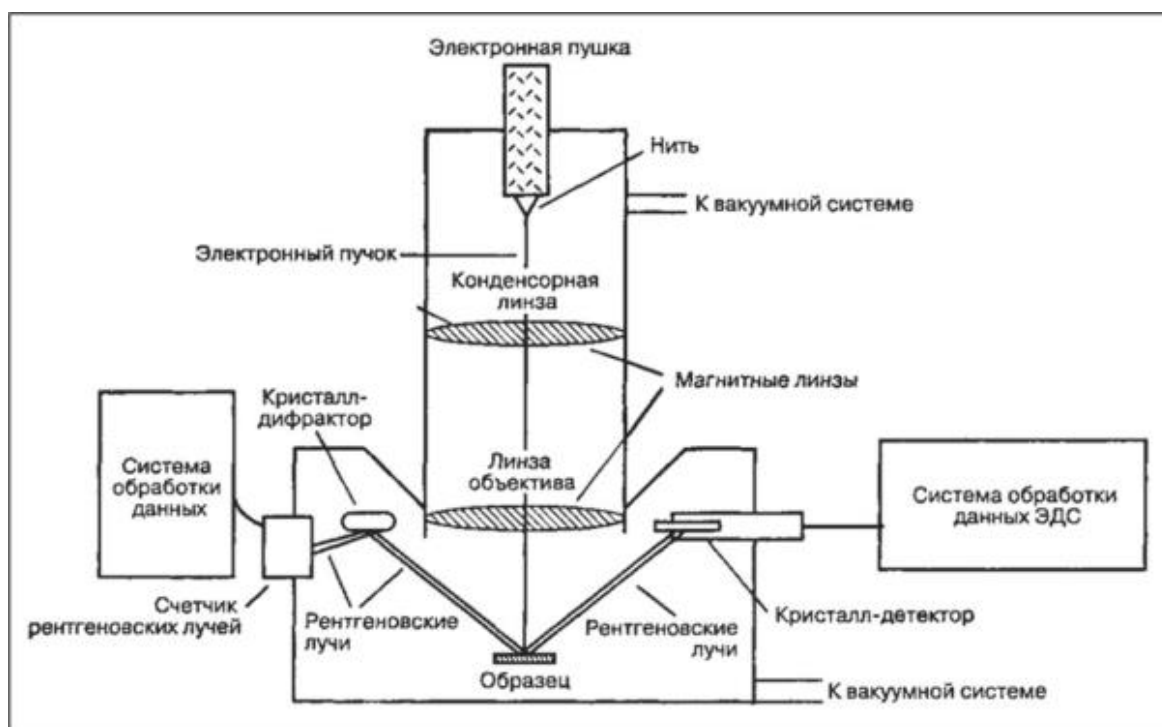 Электронная пушка
Нить
К вакуумной системе
Электронный пучок
Конденсорная
линза
Магнитные линзы
Кристалл-
дифрактор
Система
обработки
данных
Линза
объектива
Система обработки
данных ЭДС
Счетчик
рентгеновских лучей
Рентгеновские
лучи
Рентгеновские
лучи
Кристалл-детектор
Образец
К вакуумной системе